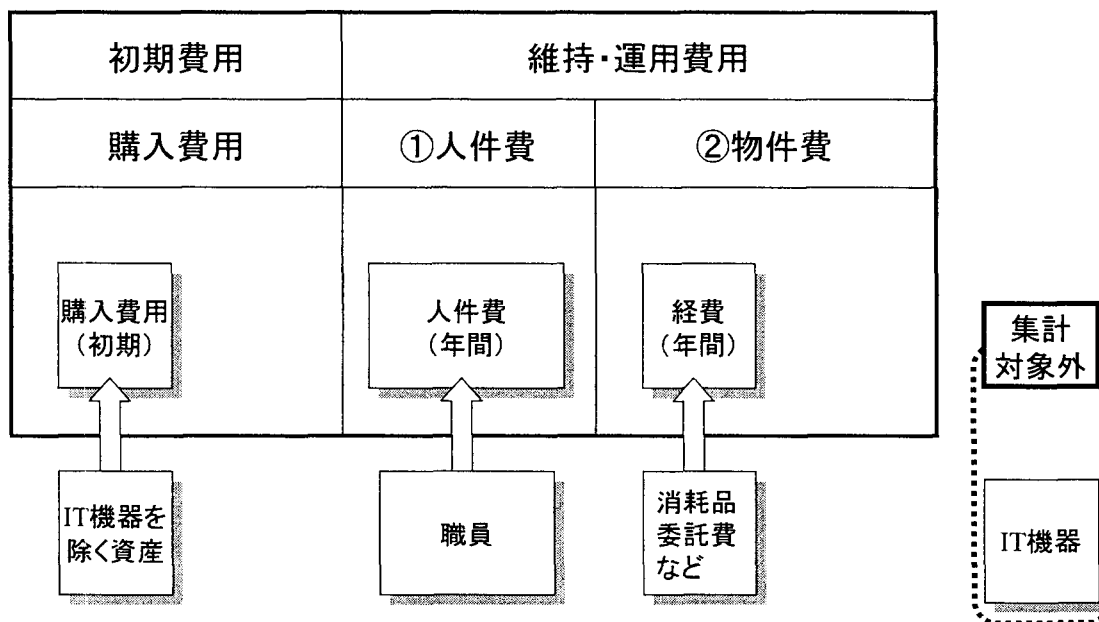 初期費用
維持・運用費用
購入費用
①人件費
②物件費
購入費用
(初期)
人件費
(年間)
経費
(年間)
集計
対象外
IT機器を
除く資産
職員
消耗品
委託費
など
IT機器